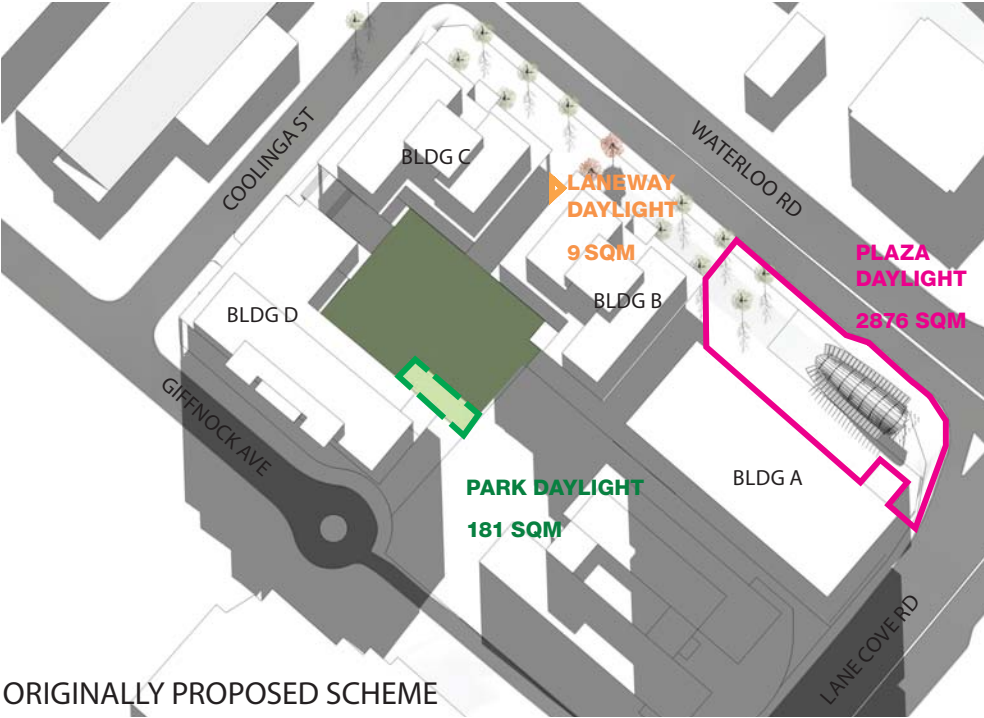 COOLINGA ST
WATERLOO RD
BLDG C
LANEWAY
DAYLIGHT
9 SQM
PLAZA
DAYLIGHT
2876 SQM
BLDG B
BLDG D
GIFFNOCK AVE
BLDG A
PARK DAYLIGHT
181 SQM
LANE COVE RD
ORIGINALLY PROPOSED SCHEME